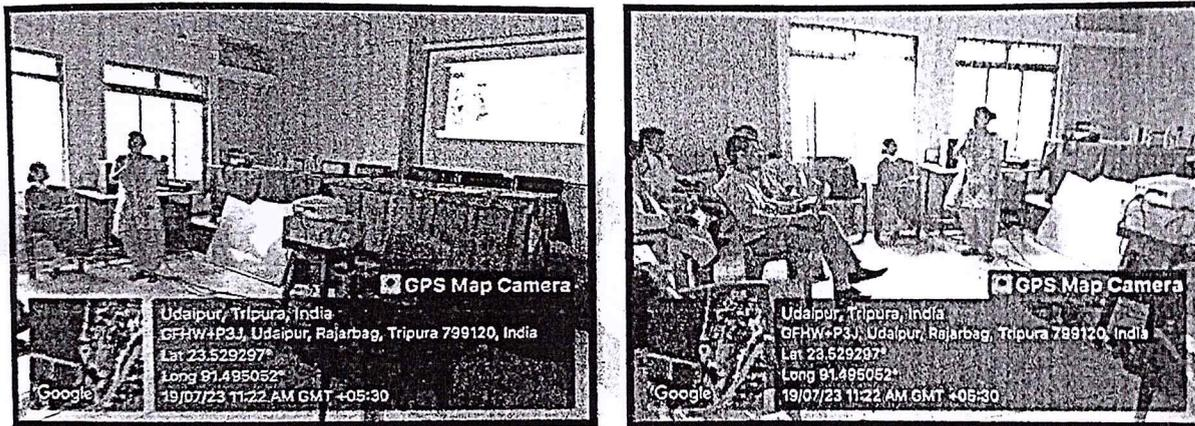 GPS Map Camera
Udaipur, Tripura, India
GFHW+P3J, Udaipur, Rajarbag, Tripura 799120, India
Lat 23.529297°
Long 91.495052°
19/07/23 11:22 AM GMT +05:30
Google
GPS Map Camera
Udaipur, Tripura, India
GFHW+P3J, Udaipur, Rajarbag, Tripura 799120, India
Lat 23.529297°
Long 91.495052°
19/07/23 11:22 AM GMT +05:30
Google